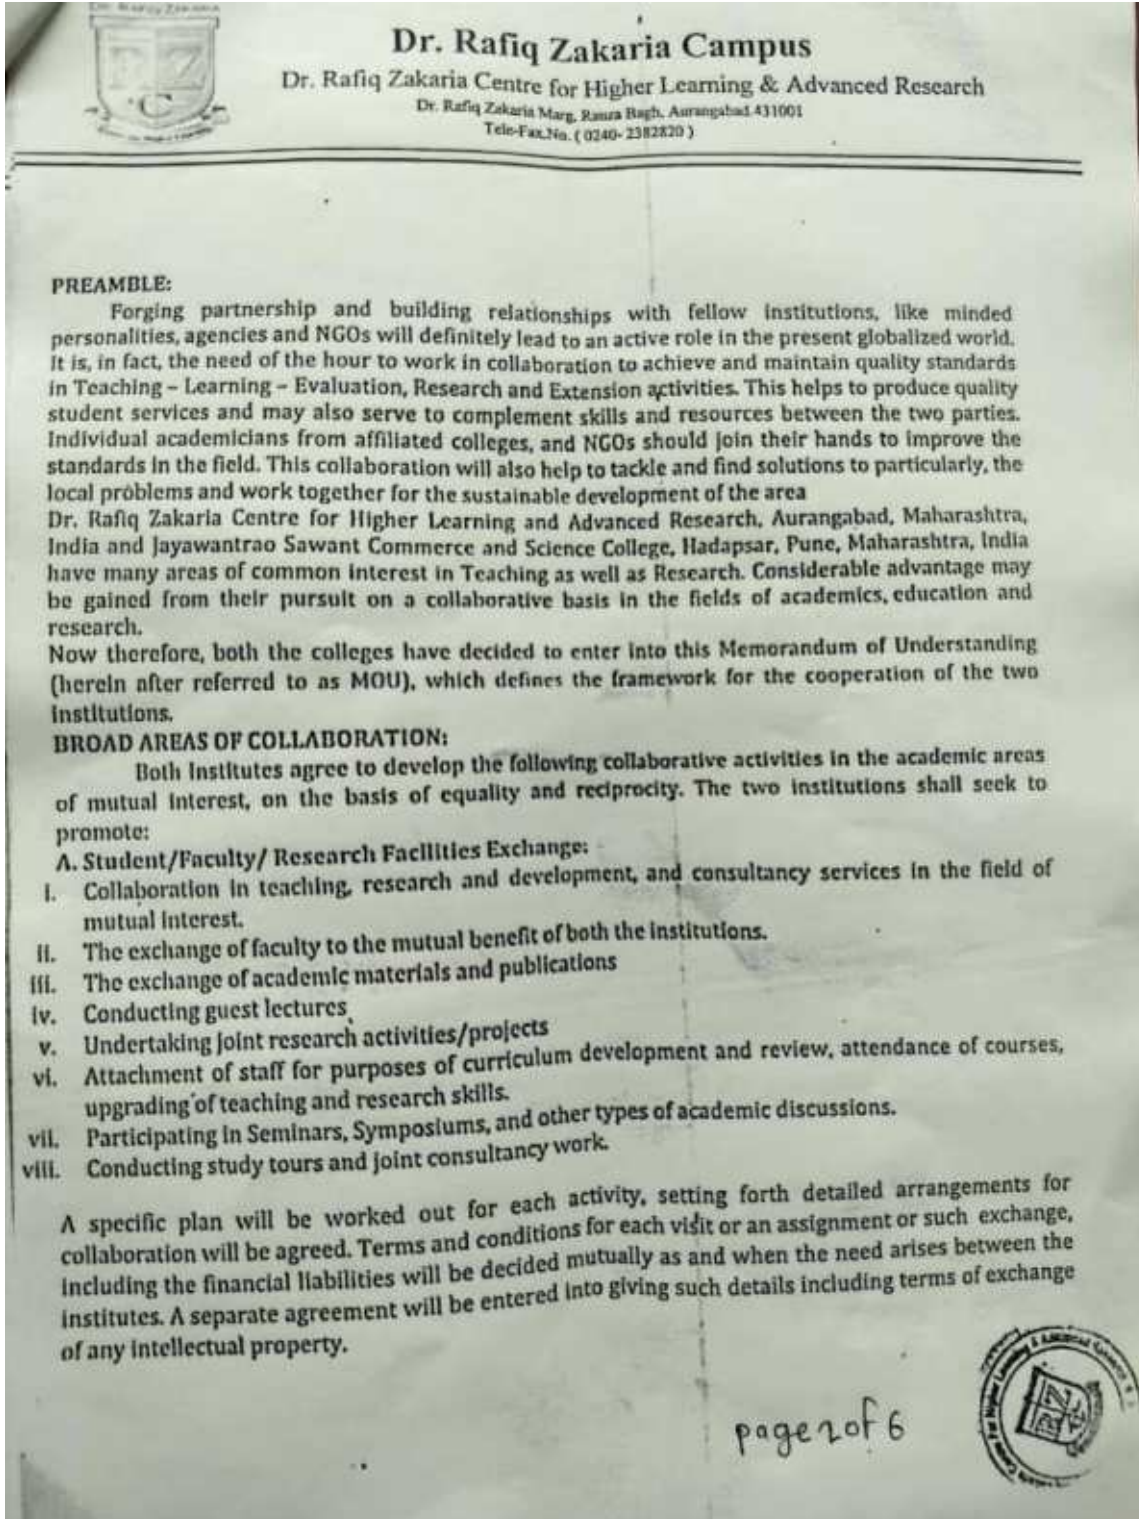 Dr. Rafiq Zakaria Campus
Dr. Rafiq Zakaria Centre for Higher Learning & Advanced Research
Dr. Rafiq Zakaria Marg, Rauza Bagh, Aurangabad 431001
Tele-Fax.No. ( 0240- 2382820 )
PREAMBLE:
Forging partnership and building relationships with fellow institutions, like minded
personalities, agencies and NGOs will definitely lead to an active role in the present globalized world.
It is, in fact, the need of the hour to work in collaboration to achieve and maintain quality standards
in Teaching – Learning – Evaluation, Research and Extension activities. This helps to produce quality
student services and may also serve to complement skills and resources between the two parties.
Individual academicians from affiliated colleges, and NGOs should join their hands to improve the
standards in the field. This collaboration will also help to tackle and find solutions to particularly, the
local problems and work together for the sustainable development of the area
Dr. Rafiq Zakaria Centre for Higher Learning and Advanced Research, Aurangabad, Maharashtra,
India and Jayawantrao Sawant Commerce and Science College, Hadapsar, Pune, Maharashtra, India
have many areas of common interest in Teaching as well as Research. Considerable advantage may
be gained from their pursuit on a collaborative basis in the fields of academics, education and
research.
Now therefore, both the colleges have decided to enter into this Memorandum of Understanding
(herein after referred to as MOU), which defines the framework for the cooperation of the two
institutions.
BROAD AREAS OF COLLABORATION:
Both Institutes agree to develop the following collaborative activities in the academic areas
of mutual interest, on the basis of equality and reciprocity. The two institutions shall seek to
promote:
A. Student/Faculty/ Research Facilities Exchange:
i. Collaboration in teaching, research and development, and consultancy services in the field of
mutual interest.
ii. The exchange of faculty to the mutual benefit of both the institutions.
iii. The exchange of academic materials and publications
iv. Conducting guest lectures
v. Undertaking joint research activities/projects
vi. Attachment of staff for purposes of curriculum development and review, attendance of courses,
upgrading of teaching and research skills.
vii. Participating in Seminars, Symposiums, and other types of academic discussions.
viii. Conducting study tours and joint consultancy work.
A specific plan will be worked out for each activity, setting forth detailed arrangements for
collaboration will be agreed. Terms and conditions for each visit or an assignment or such exchange,
including the financial liabilities will be decided mutually as and when the need arises between the
institutes. A separate agreement will be entered into giving such details including terms of exchange
of any intellectual property.
page 2 of 6